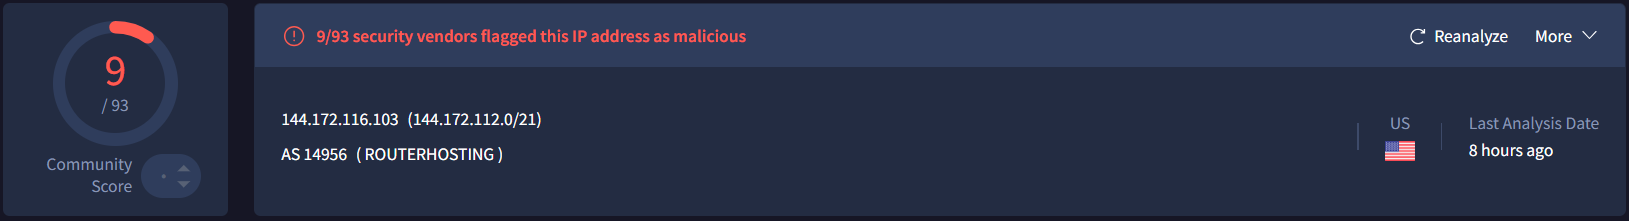 9
/ 93
Community
Score
9/93 security vendors flagged this IP address as malicious
Reanalyze More
144.172.116.103 (144.172.112.0/21)
AS 14956 ( ROUTERHOSTING )
US
Last Analysis Date
8 hours ago